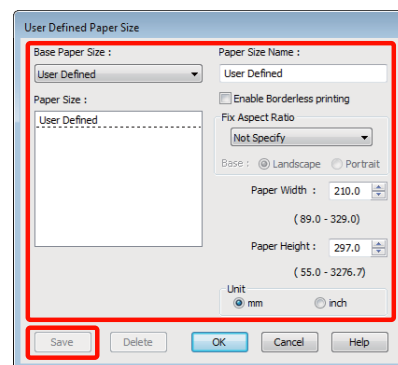 User Defined Paper Size
Base Paper Size :
User Defined
Paper Size :
User Defined
Paper Size Name :
User Defined
Enable Borderless printing
Fix Aspect Ratio
Not Specify
Base : Landscape Portrait
Paper Width : 210.0
( 89.0 - 329.0)
Paper Height : 297.0
( 55.0 - 3276.7)
Unit
mm inch
Save Delete OK Cancel Help